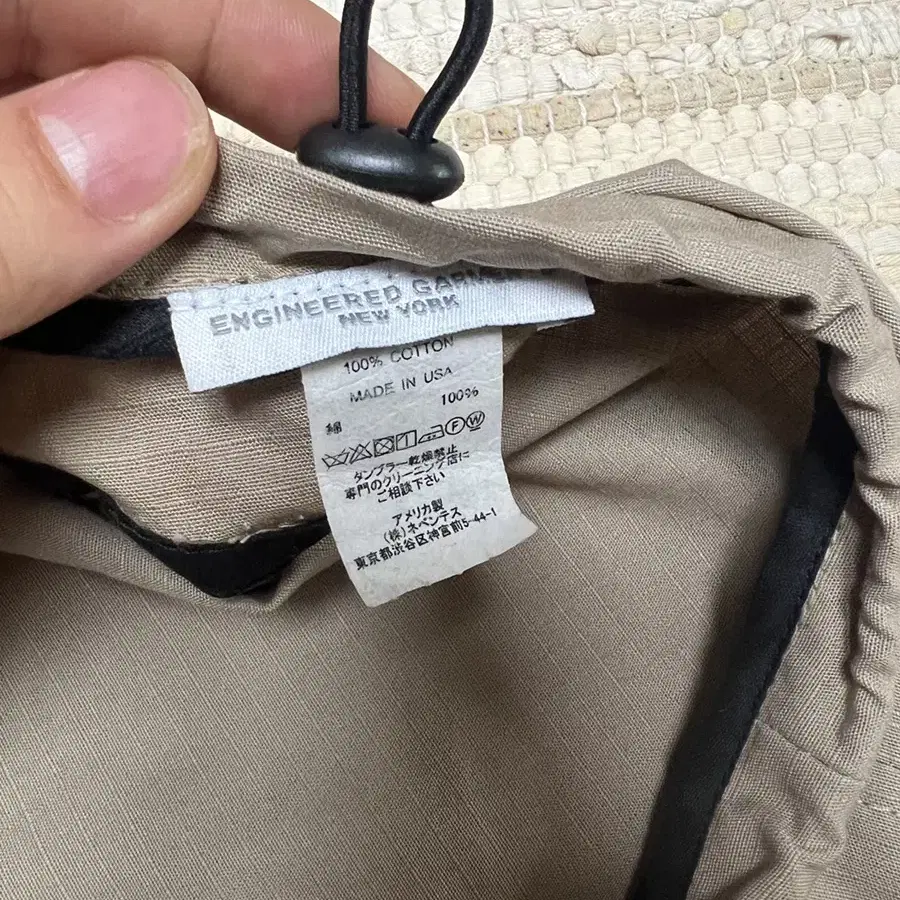 ENGINEERED GARMEN
NEW YORK
100% COTTON
MADE IN USA
綿 100%
F W
タンブラー乾燥禁止
専門のクリーニング店に
ご相談下さい
アメリカ製
(株)ネペンテス
東京都渋谷区神宮前5-44-1